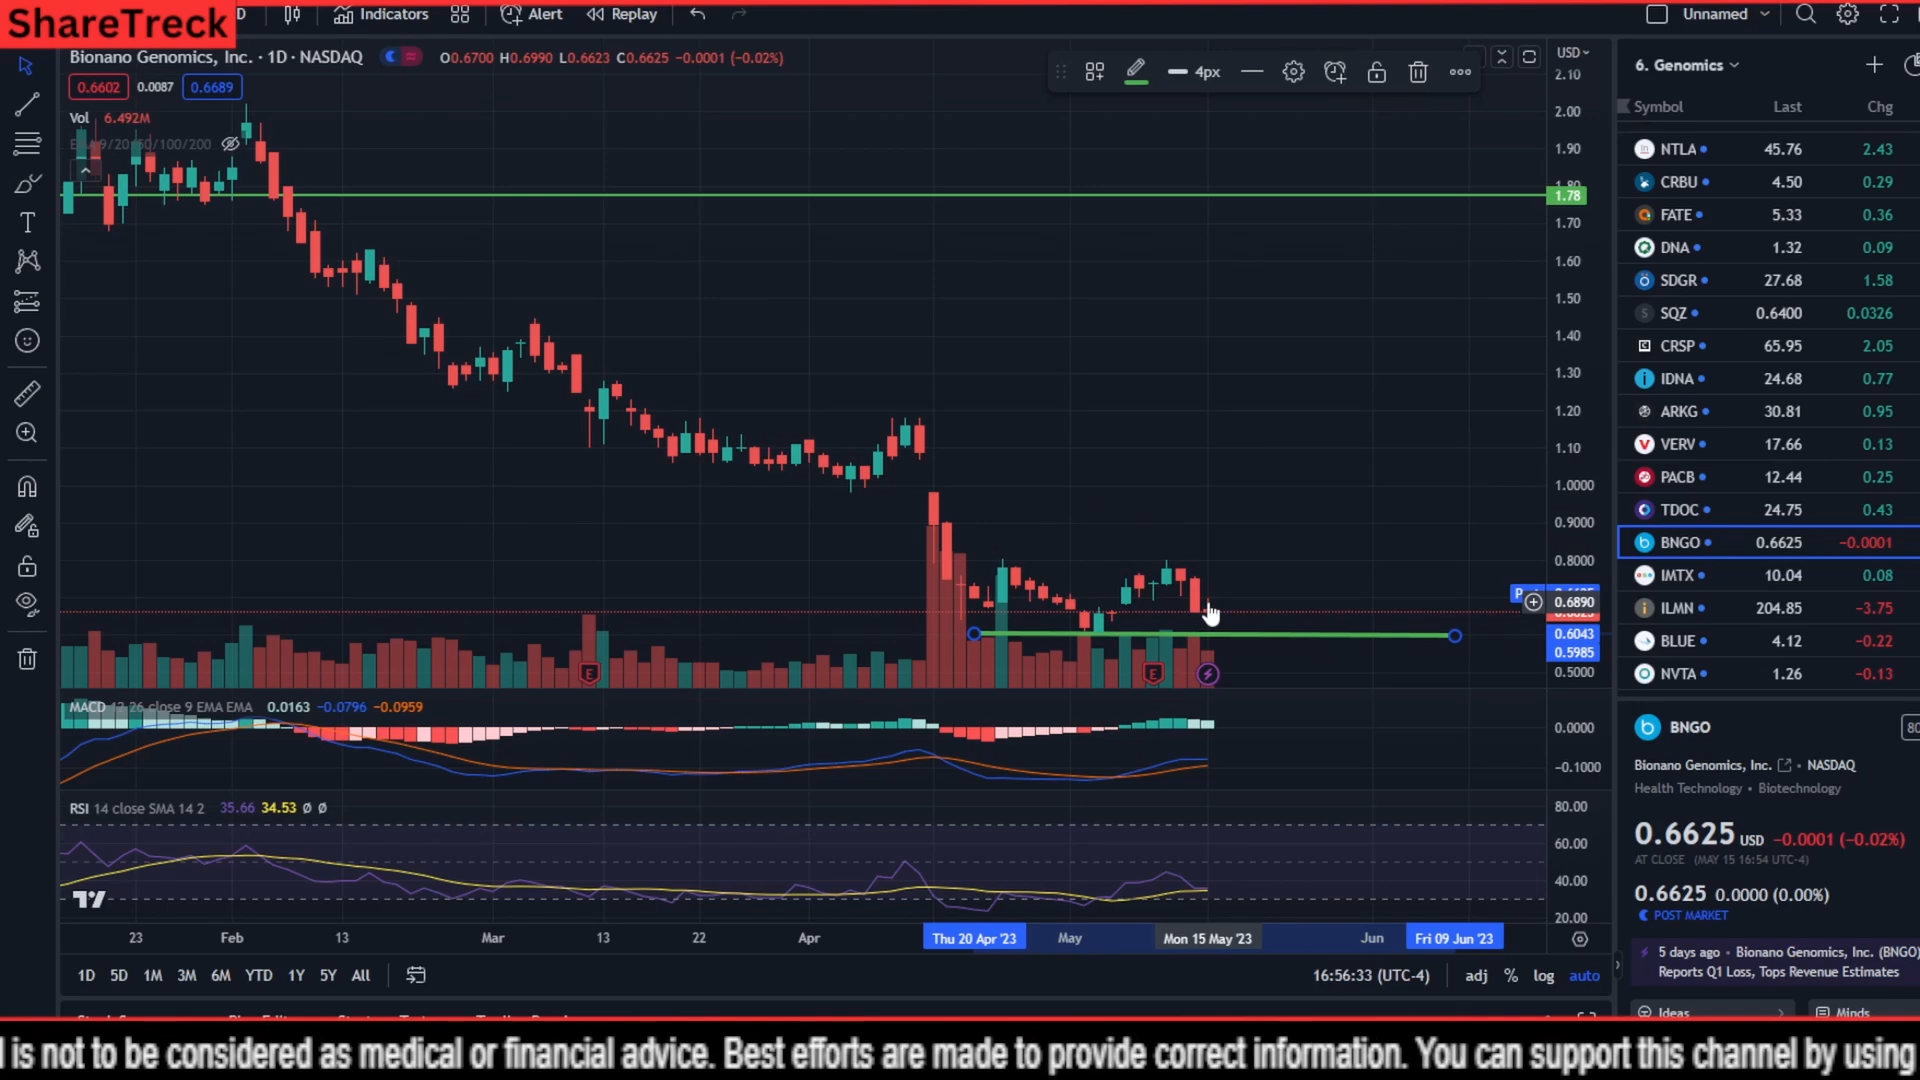 ShareTreck
D
Indicators
Alert
Replay
Unnamed
Bionano Genomics, Inc. · 1D · NASDAQ
O0.6700 H0.6990 L0.6623 C0.6625 −0.0001 (−0.02%)
0.6602 0.0087 0.6689
Vol 6.492M
4px
USD
2.10
2.00
1.90
1.80
1.78
1.70
1.60
1.50
1.40
1.30
1.20
1.10
1.0000
0.9000
0.8000
0.6890
0.6043
0.5985
0.5000
E
E
MACD 12 26 close 9 EMA EMA 0.0163 −0.0796 −0.0959
0.0000
−0.1000
RSI 14 close SMA 14 2 35.66 34.53 Ø Ø
80.00
60.00
40.00
20.00
23 Feb 13 Mar 13 22 Apr Thu 20 Apr '23 May Mon 15 May '23 Jun Fri 09 Jun '23
1D 5D 1M 3M 6M YTD 1Y 5Y All
16:56:33 (UTC-4) adj % log auto
6. Genomics
Symbol Last Chg
NTLA 45.76 2.43
CRBU 4.50 0.29
FATE 5.33 0.36
DNA 1.32 0.09
SDGR 27.68 1.58
SQZ 0.6400 0.0326
CRSP 65.95 2.05
IDNA 24.68 0.77
ARKG 30.81 0.95
VERV 17.66 0.13
PACB 12.44 0.25
TDOC 24.75 0.43
BNGO 0.6625 −0.0001
IMTX 10.04 0.08
ILMN 204.85 −3.75
BLUE 4.12 −0.22
NVTA 1.26 −0.13
BNGO
Bionano Genomics, Inc. • NASDAQ
Health Technology • Biotechnology
0.6625 USD −0.0001 (−0.02%)
AT CLOSE (MAY 15 16:54 UTC-4)
0.6625 0.0000 (0.00%)
POST MARKET
5 days ago • Bionano Genomics, Inc. (BNGO)
Reports Q1 Loss, Tops Revenue Estimates
Ideas
Minds
is not to be considered as medical or financial advice. Best efforts are made to provide correct information. You can support this channel by using